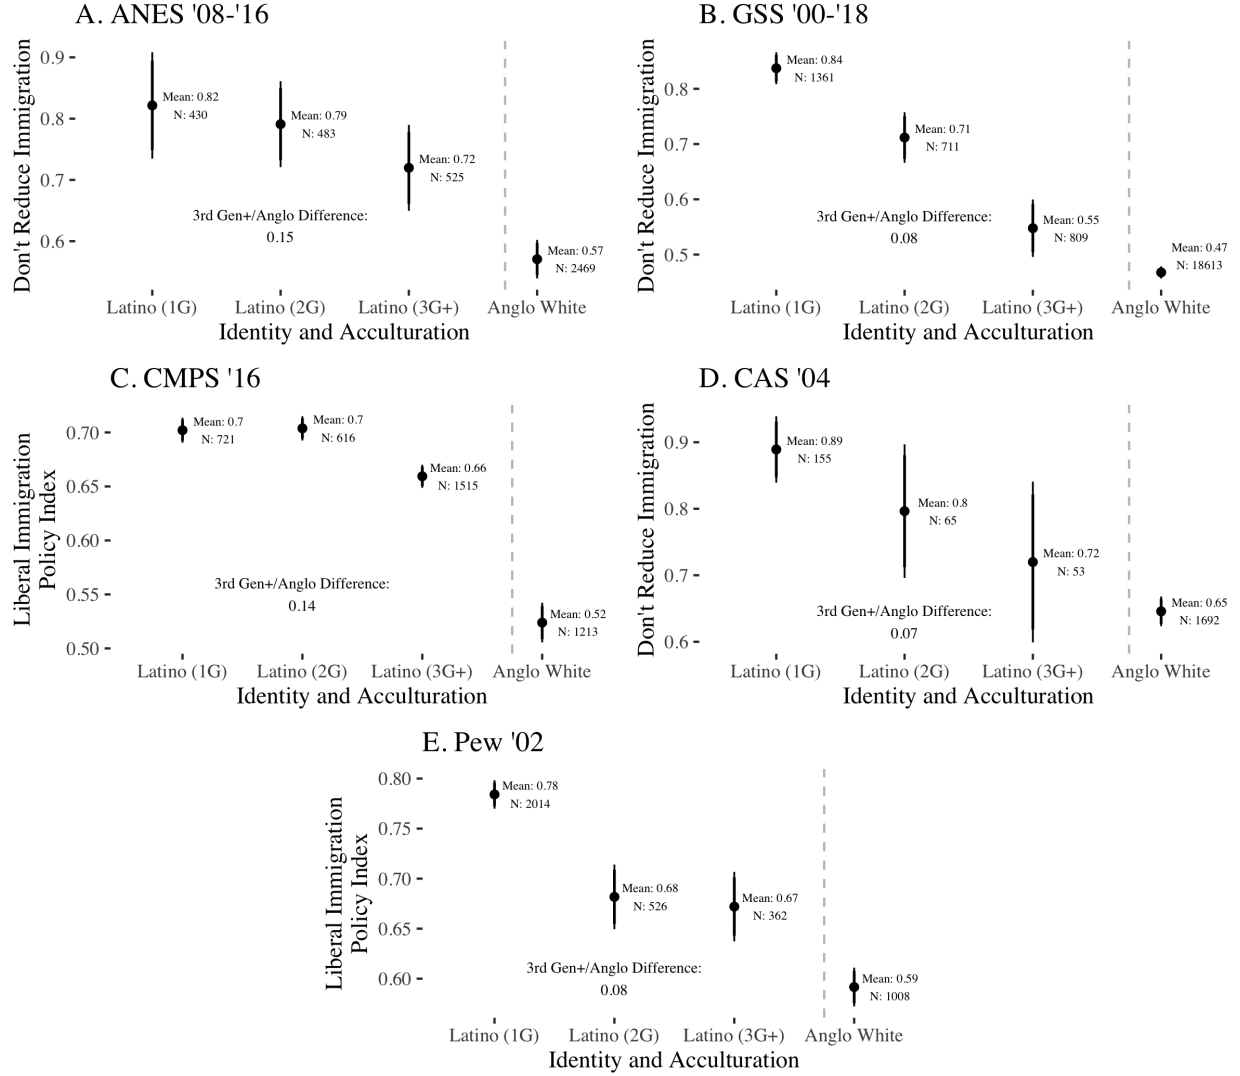 A. ANES '08-'16
Don't Reduce Immigration
0.9
0.8
0.7
0.6
Mean: 0.82
N: 430
Mean: 0.79
N: 483
Mean: 0.72
N: 525
3rd Gen+/Anglo Difference:
0.15
Mean: 0.57
N: 2469
Latino (1G) Latino (2G) Latino (3G+) Anglo White
Identity and Acculturation
B. GSS '00-'18
Don't Reduce Immigration
0.8
0.7
0.6
0.5
Mean: 0.84
N: 1361
Mean: 0.71
N: 711
Mean: 0.55
N: 809
3rd Gen+/Anglo Difference:
0.08
Mean: 0.47
N: 18613
Latino (1G) Latino (2G) Latino (3G+) Anglo White
Identity and Acculturation
C. CMPS '16
Liberal Immigration
Policy Index
0.70
0.65
0.60
0.55
0.50
Mean: 0.7
N: 721
Mean: 0.7
N: 616
Mean: 0.66
N: 1515
3rd Gen+/Anglo Difference:
0.14
Mean: 0.52
N: 1213
Latino (1G) Latino (2G) Latino (3G+) Anglo White
Identity and Acculturation
D. CAS '04
Don't Reduce Immigration
0.9
0.8
0.7
0.6
Mean: 0.89
N: 155
Mean: 0.8
N: 65
Mean: 0.72
N: 53
3rd Gen+/Anglo Difference:
0.07
Mean: 0.65
N: 1692
Latino (1G) Latino (2G) Latino (3G+) Anglo White
Identity and Acculturation
E. Pew '02
Liberal Immigration
Policy Index
0.80
0.75
0.70
0.65
0.60
Mean: 0.78
N: 2014
Mean: 0.68
N: 526
Mean: 0.67
N: 362
3rd Gen+/Anglo Difference:
0.08
Mean: 0.59
N: 1008
Latino (1G) Latino (2G) Latino (3G+) Anglo White
Identity and Acculturation